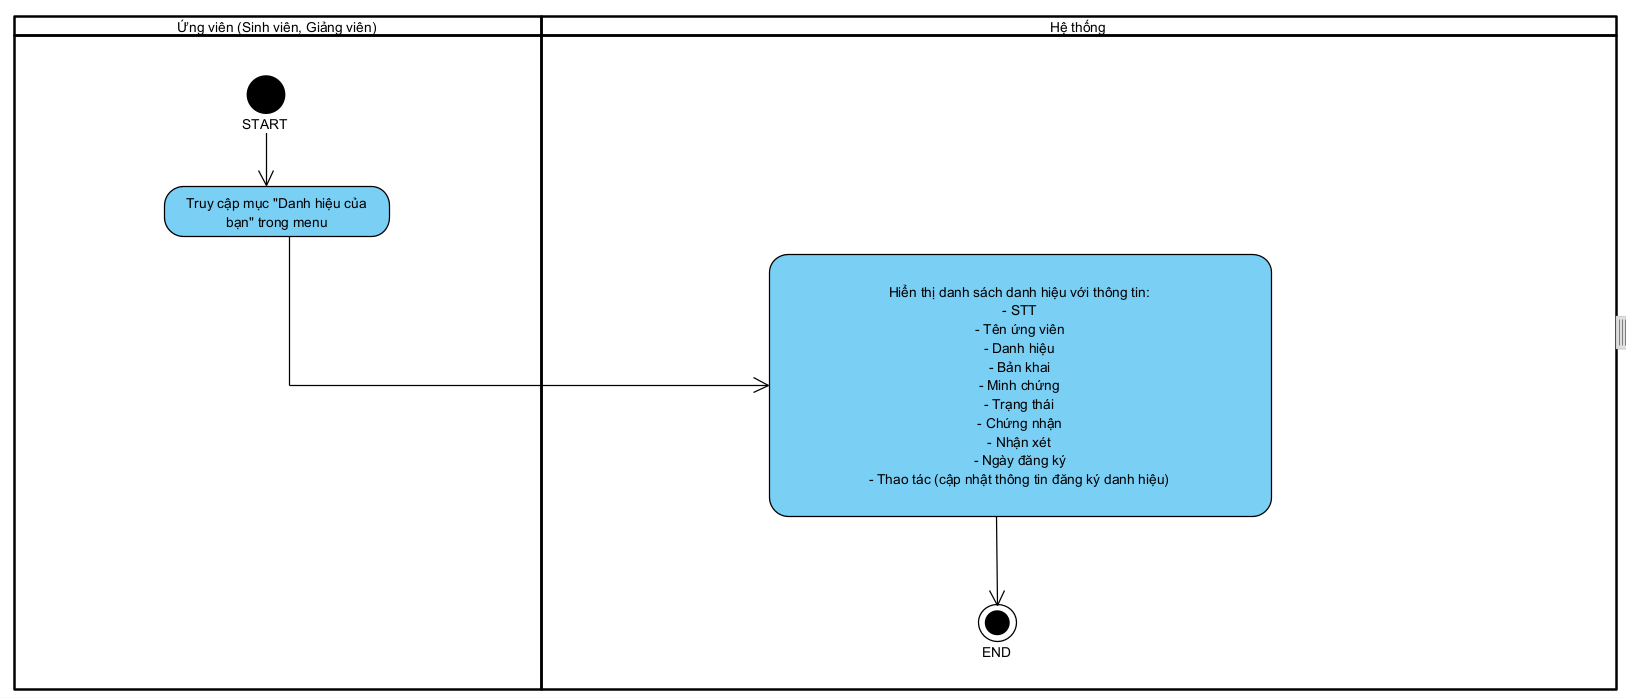 Ứng viên (Sinh viên, Giảng viên)
Hệ thống
START
Truy cập mục "Danh hiệu của
bạn" trong menu
Hiển thị danh sách danh hiệu với thông tin:
- STT
- Tên ứng viên
- Danh hiệu
- Bản khai
- Minh chứng
- Trạng thái
- Chứng nhận
- Nhận xét
- Ngày đăng ký
- Thao tác (cập nhật thông tin đăng ký danh hiệu)
END